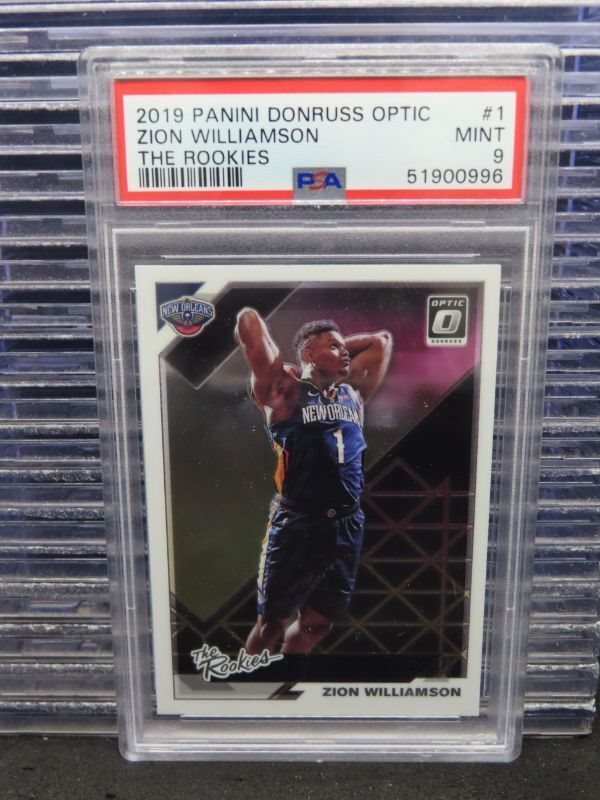 2019 PANINI DONRUSS OPTIC #1
ZION WILLIAMSON MINT
THE ROOKIES 9
PSA 51900996
NEW ORLEANS
OPTIC
DONRUSS
NEW ORLEA
1
The Rookies
ZION WILLIAMSON